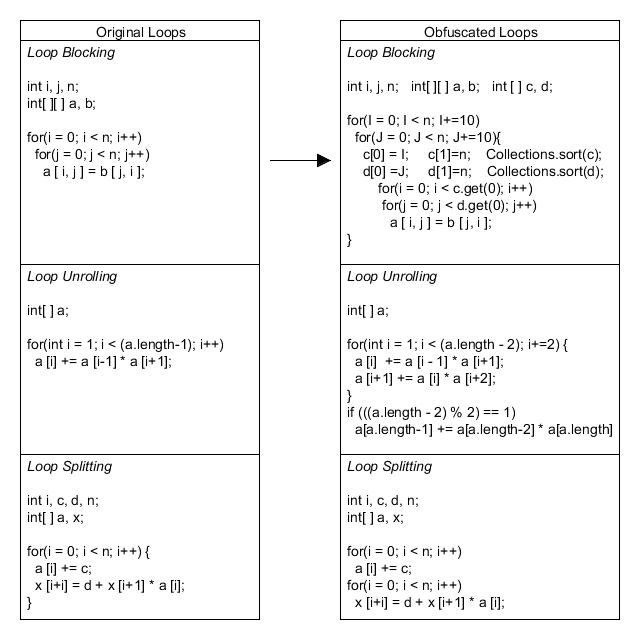 Original Loops
Loop Blocking
int i, j, n;
int[ ][ ] a, b;
for(i = 0; i < n; i++)
for(j = 0; j < n; j++)
a [ i, j ] = b [ j, i ];
Loop Unrolling
int[ ] a;
for(int i = 1; i < (a.length-1); i++)
a [i] += a [i-1] * a [i+1];
Loop Splitting
int i, c, d, n;
int[ ] a, x;
for(i = 0; i < n; i++) {
a [i] += c;
x [i+i] = d + x [i+1] * a [i];
}
Obfuscated Loops
Loop Blocking
int i, j, n; int[ ][ ] a, b; int [ ] c, d;
for(I = 0; I < n; I+=10)
for(J = 0; J < n; J+=10){
c[0] = I; c[1]=n; Collections.sort(c);
d[0] =J; d[1]=n; Collections.sort(d);
for(i = 0; i < c.get(0); i++)
for(j = 0; j < d.get(0); j++)
a [ i, j ] = b [ j, i ];
}
Loop Unrolling
int[ ] a;
for(int i = 1; i < (a.length - 2); i+=2) {
a [i] += a [i - 1] * a [i+1];
a [i+1] += a [i] * a [i+2];
}
if (((a.length - 2) % 2) == 1)
a[a.length-1] += a[a.length-2] * a[a.length]
Loop Splitting
int i, c, d, n;
int[ ] a, x;
for(i = 0; i < n; i++)
a [i] += c;
for(i = 0; i < n; i++)
x [i+i] = d + x [i+1] * a [i];